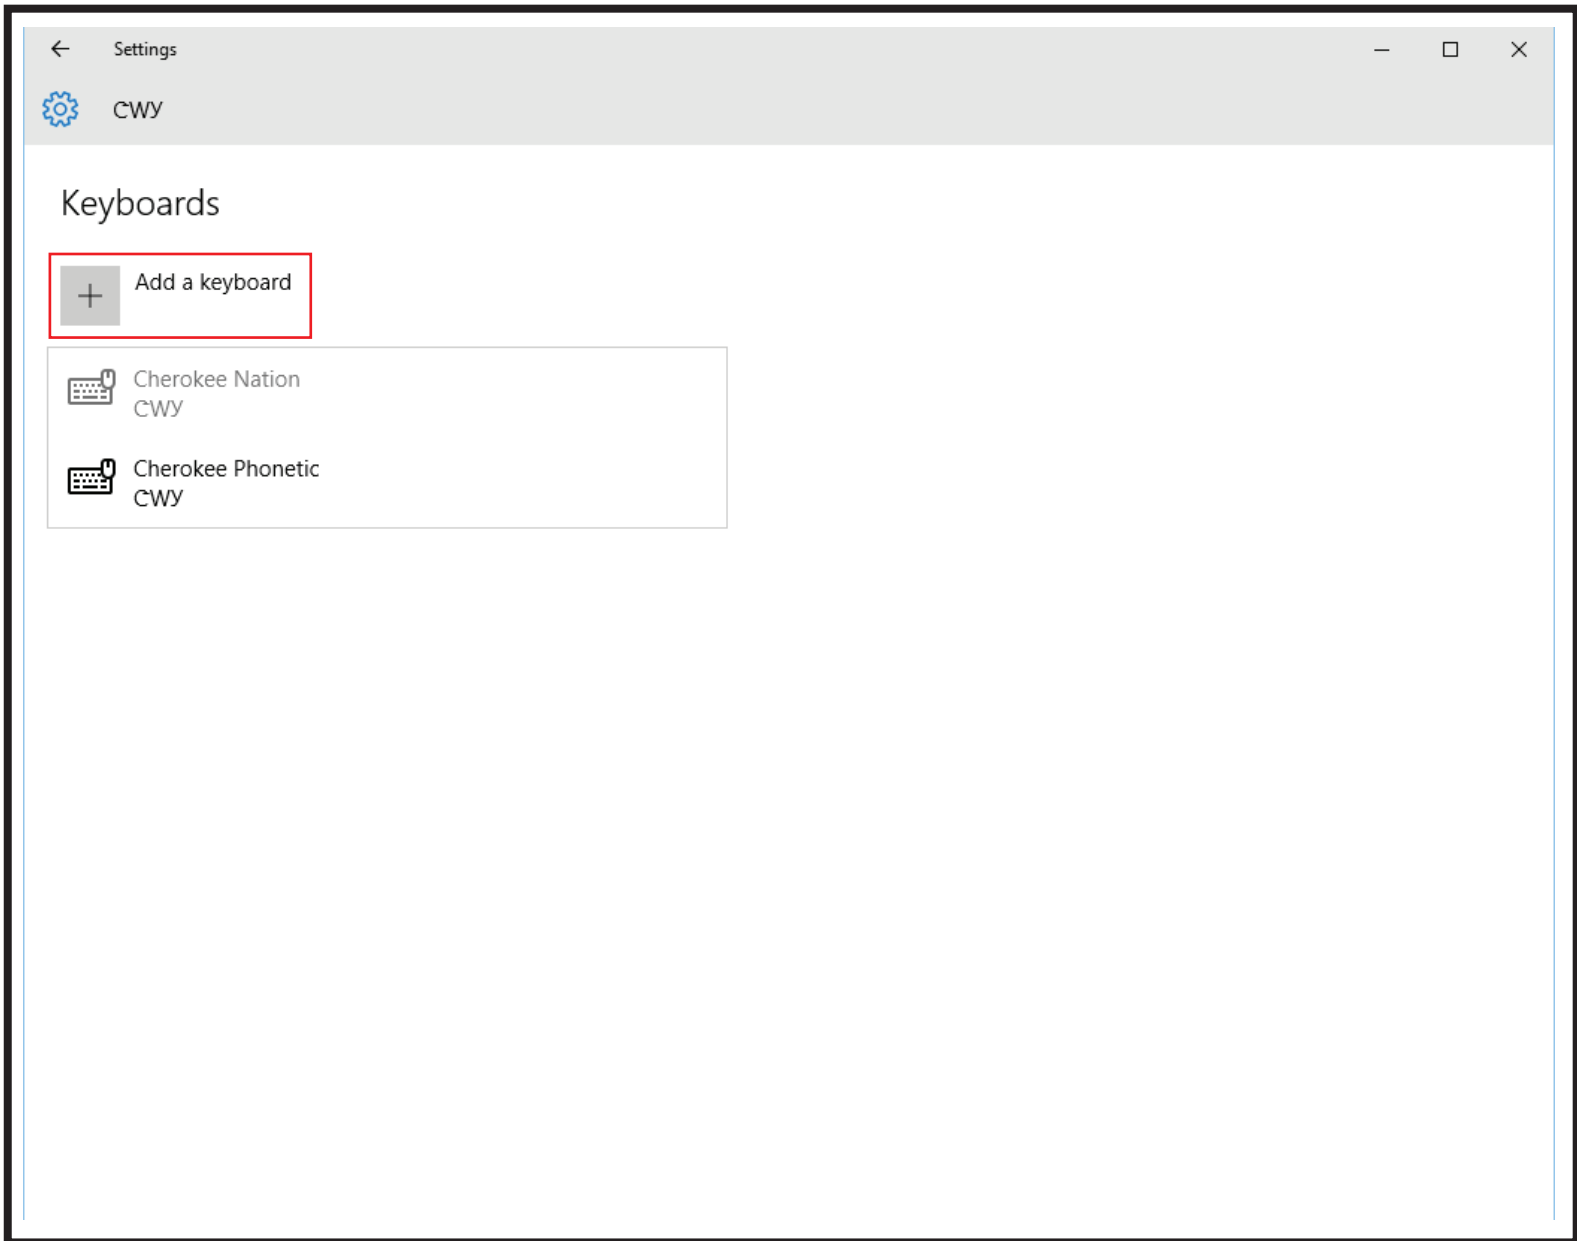 Settings
ᏣᎳᎩ
Keyboards
Add a keyboard
Cherokee Nation
ᏣᎳᎩ
Cherokee Phonetic
ᏣᎳᎩ